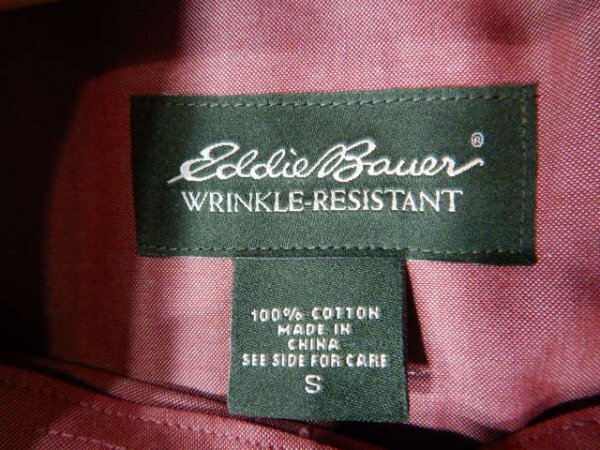 Eddie Bauer®
WRINKLE-RESISTANT
100% COTTON
MADE IN
CHINA
SEE SIDE FOR CARE
S